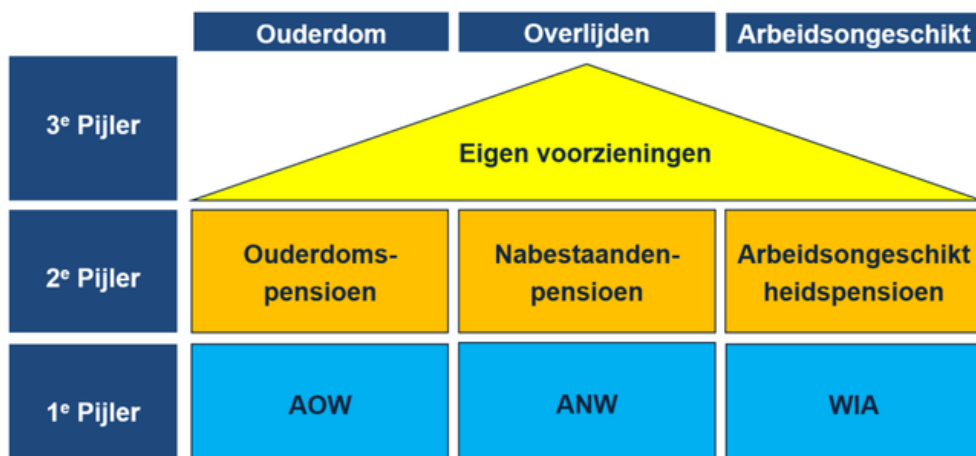 Ouderdom Overlijden Arbeidsongeschikt
3e Pijler
Eigen voorzieningen
2e Pijler
Ouderdoms-
pensioen
Nabestaanden-
pensioen
Arbeidsongeschikt
heidspensioen
1e Pijler
AOW
ANW
WIA